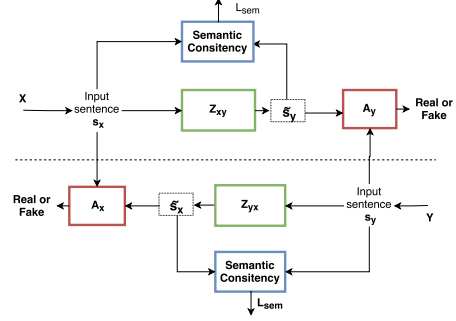 L_sem
Semantic
Consitency
X
Input
sentence
s_x
Z_xy
s̃_y
A_y
Real or
Fake
Real or
Fake
A_x
s̃_x
Z_yx
Input
sentence
s_y
Y
Semantic
Consitency
L_sem